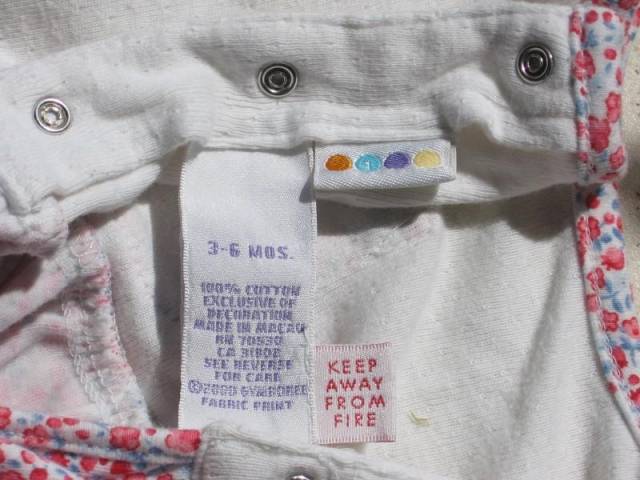 3-6 MOS.
100% COTTON
EXCLUSIVE OF
DECORATION
MADE IN MACAU
RN 70530
CA 31802
SEE REVERSE
FOR CARE
©2000 GYMBOREE
FABRIC PRINT
KEEP
AWAY
FROM
FIRE